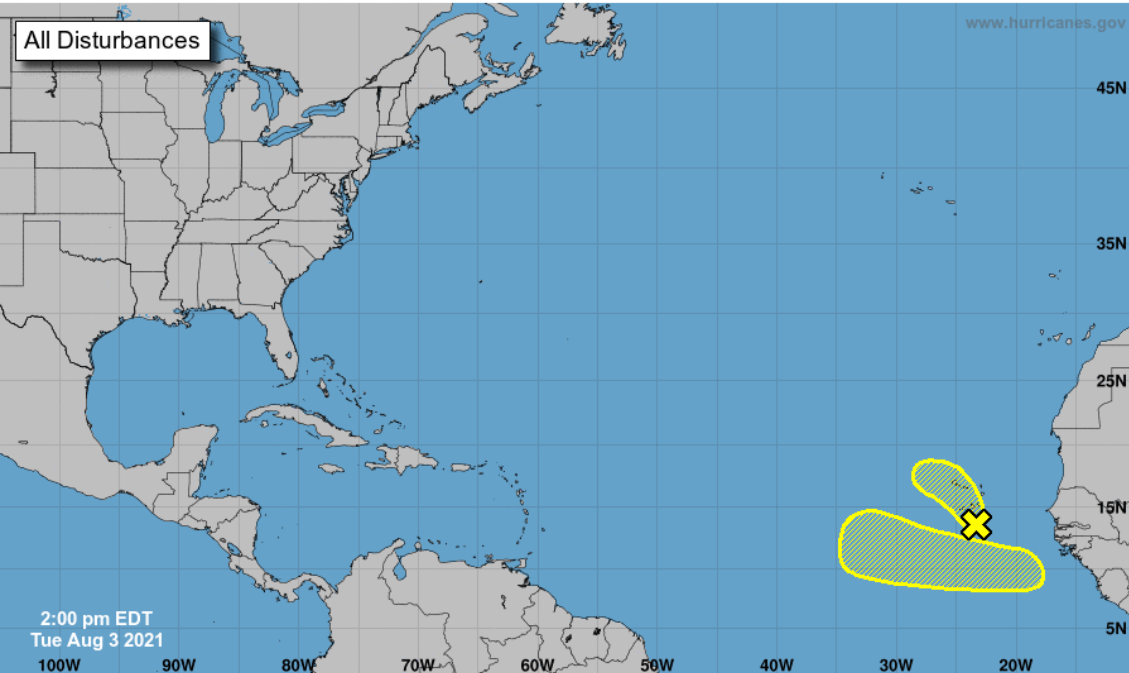 All Disturbances
www.hurricanes.gov
45N
35N
25N
15N
5N
2:00 pm EDT
Tue Aug 3 2021
100W 90W 80W 70W 60W 50W 40W 30W 20W